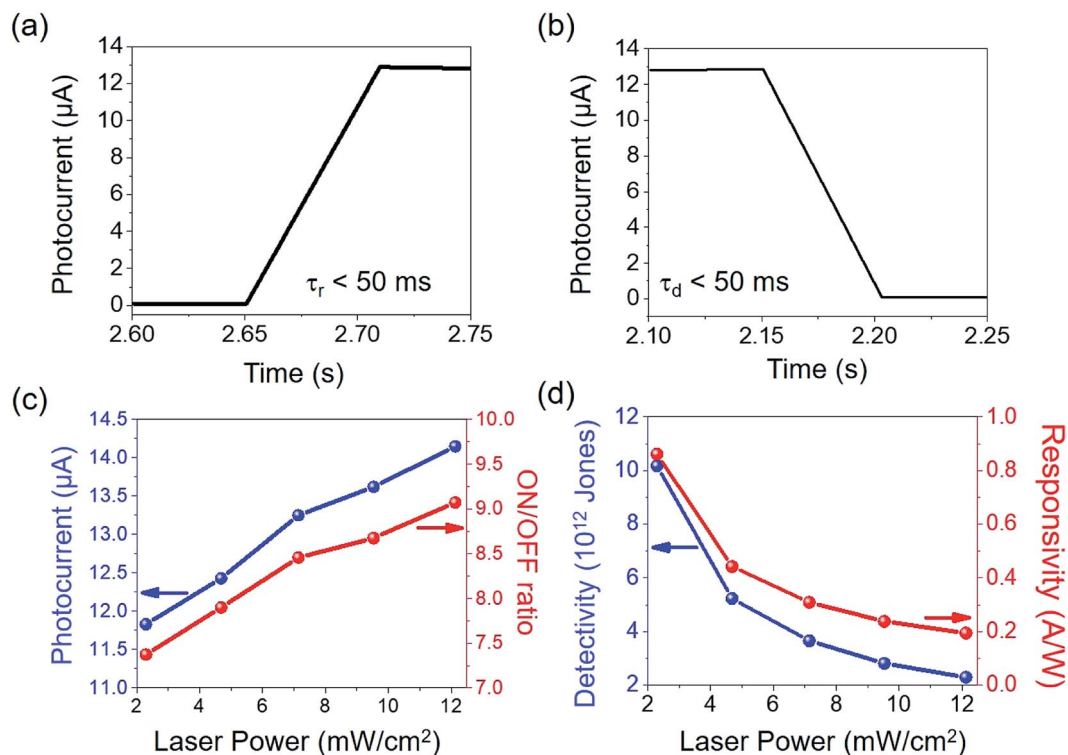 (a)
14
12
10
8
6
4
2
0
Photocurrent (µA)
τr < 50 ms
2.60 2.65 2.70 2.75
Time (s)
(b)
14
12
10
8
6
4
2
0
Photocurrent (µA)
τd < 50 ms
2.10 2.15 2.20 2.25
Time (s)
(c)
14.5
14.0
13.5
13.0
12.5
12.0
11.5
11.0
Photocurrent (µA)
10.0
9.5
9.0
8.5
8.0
7.5
7.0
ON/OFF ratio
2 4 6 8 10 12
Laser Power (mW/cm²)
(d)
12
10
8
6
4
2
Detectivity (10¹² Jones)
1.0
0.8
0.6
0.4
0.2
0.0
Responsivity (A/W)
2 4 6 8 10 12
Laser Power (mW/cm²)